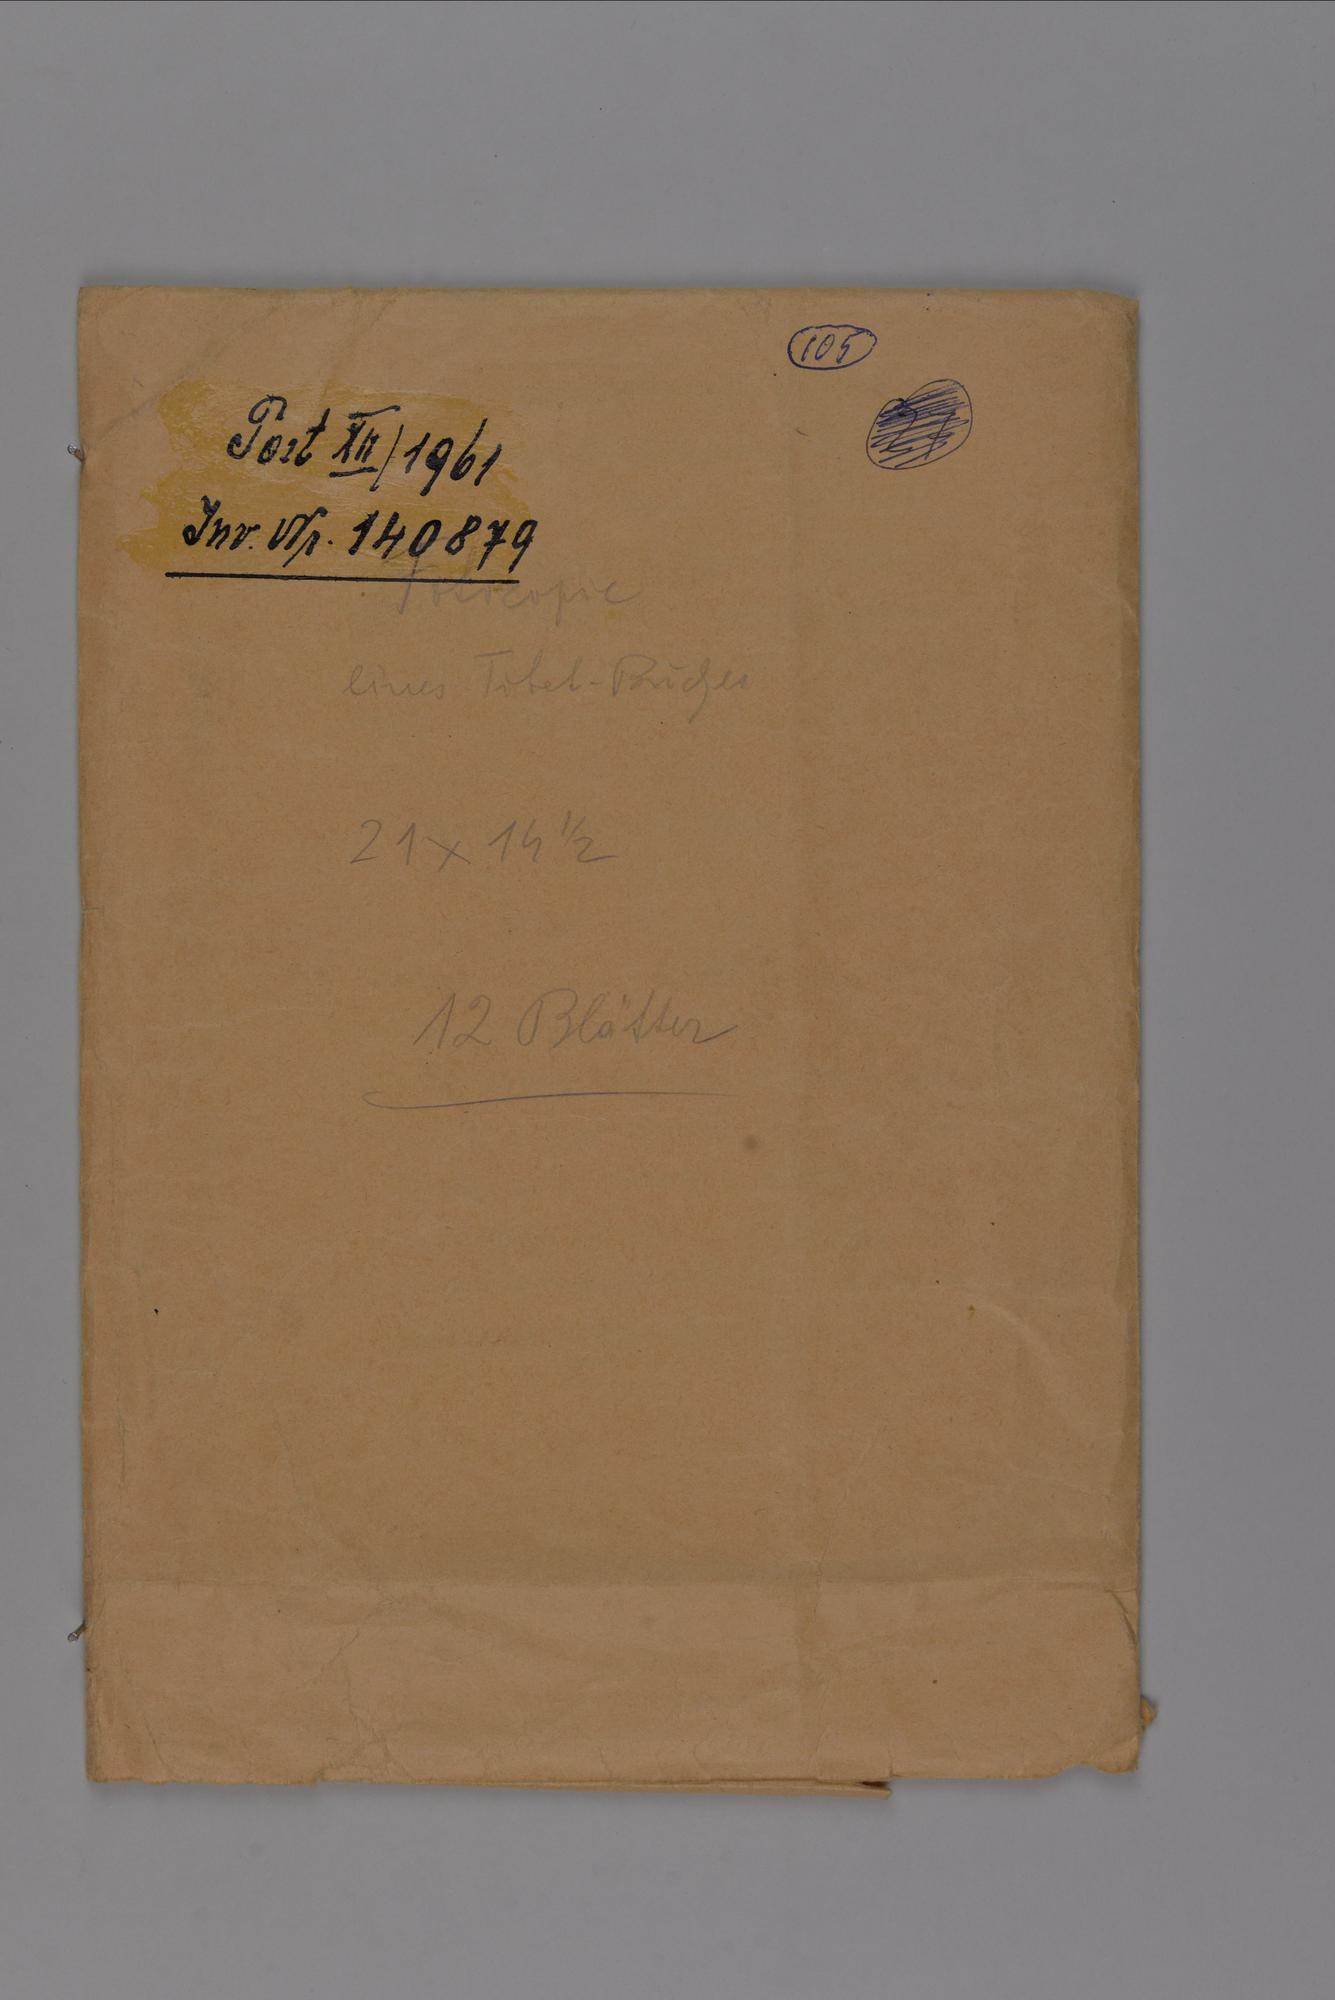 105
Post XII/1961
Inv. Nr. 140879
Fotocopie
eines Tibet-Buches
21 x 14 1/2
12 Blätter